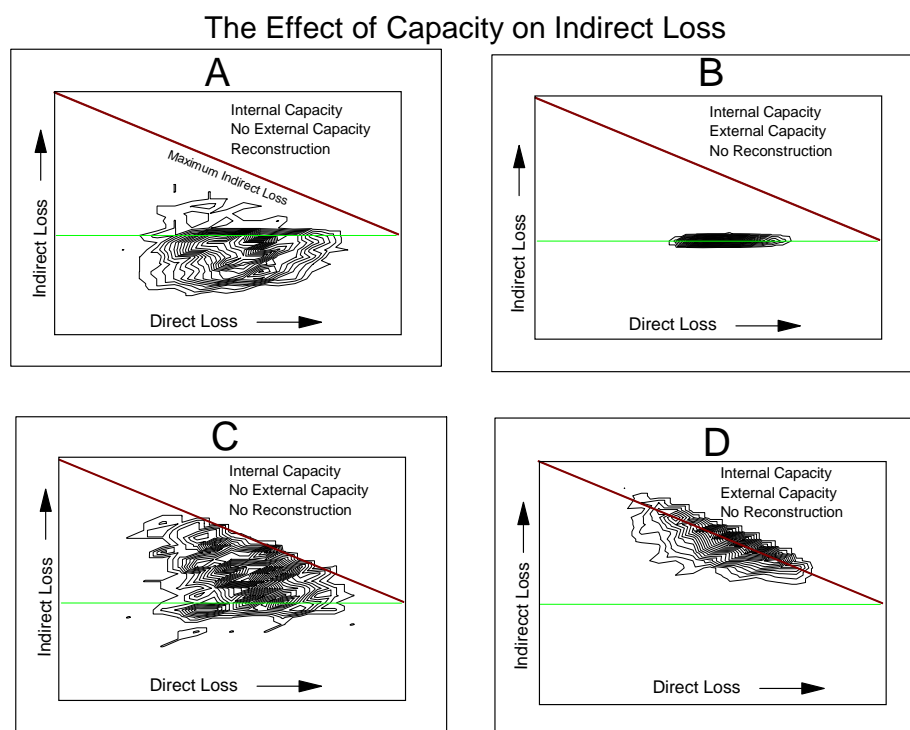 The Effect of Capacity on Indirect Loss
A
Internal Capacity
No External Capacity
Reconstruction
Maximum Indirect Loss
Indirect Loss
Direct Loss
B
Internal Capacity
External Capacity
No Reconstruction
Indirect Loss
Direct Loss
C
Internal Capacity
No External Capacity
No Reconstruction
Indirect Loss
Direct Loss
D
Internal Capacity
External Capacity
No Reconstruction
Indirecct Loss
Direct Loss